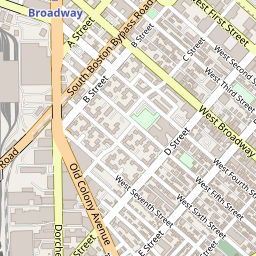 Broadway
A Street
South Boston Bypass Road
B Street
West First Street
C Street
West Second Street
B Street
West Third Street
West Broadway
D Street
Road
Old Colony Avenue
West Fourth Street
West Fifth Street
West Seventh Street
West Sixth Street
E Street
Street
Dorche